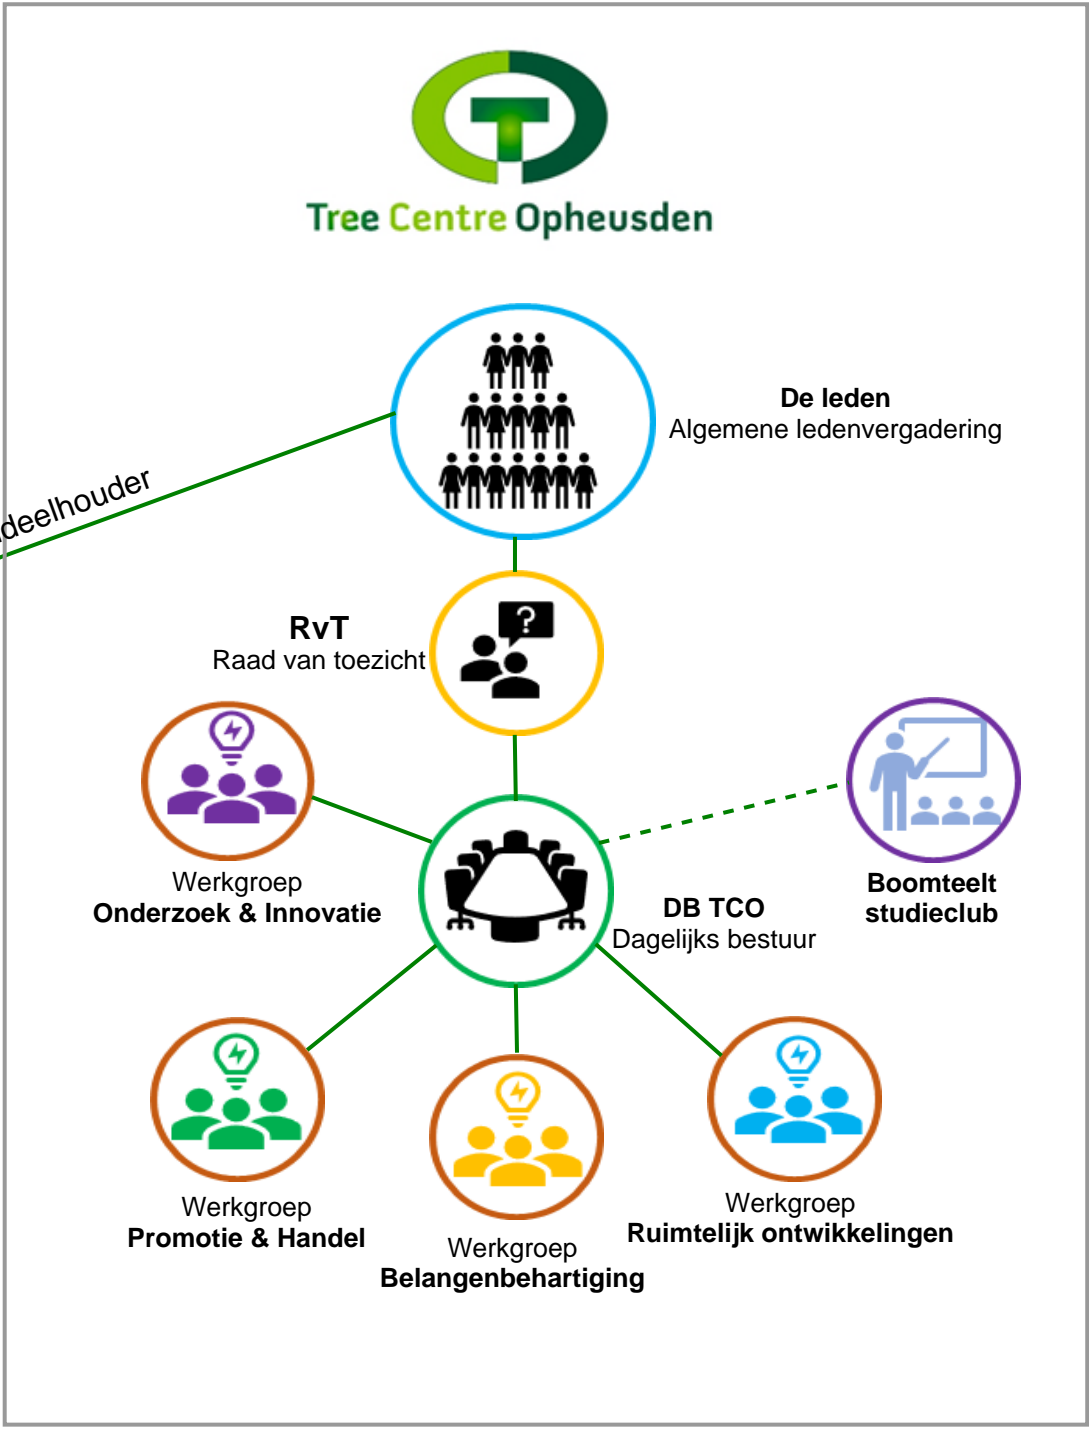 Tree Centre Opheusden
De leden
Algemene ledenvergadering
deelhouder
RvT
Raad van toezicht
?
Werkgroep
Onderzoek & Innovatie
Boomteelt
studieclub
DB TCO
Dagelijks bestuur
Werkgroep
Promotie & Handel
Werkgroep
Belangenbehartiging
Werkgroep
Ruimtelijk ontwikkelingen